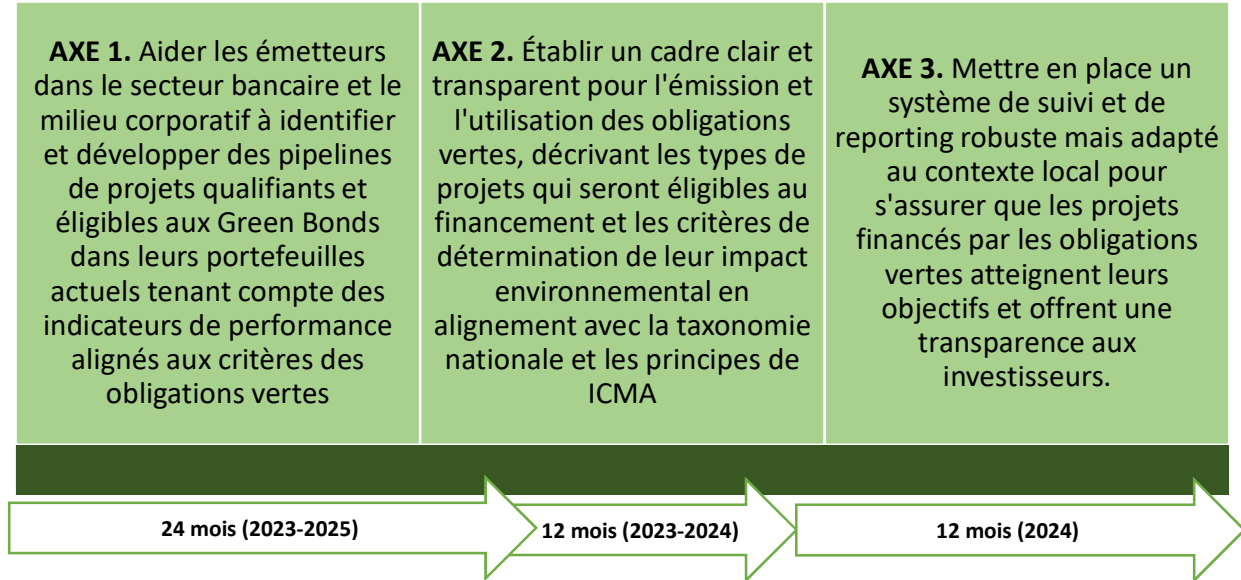 AXE 1. Aider les émetteurs
dans le secteur bancaire et le
milieu corporatif à identifier
et développer des pipelines
de projets qualifiants et
éligibles aux Green Bonds
dans leurs portefeuilles
actuels tenant compte des
indicateurs de performance
alignés aux critères des
obligations vertes
AXE 2. Établir un cadre clair et
transparent pour l'émission et
l'utilisation des obligations
vertes, décrivant les types de
projets qui seront éligibles au
financement et les critères de
détermination de leur impact
environnemental en
alignement avec la taxonomie
nationale et les principes de
ICMA
AXE 3. Mettre en place un
système de suivi et de
reporting robuste mais adapté
au contexte local pour
s'assurer que les projets
financés par les obligations
vertes atteignent leurs
objectifs et offrent une
transparence aux
investisseurs.
24 mois (2023-2025)
12 mois (2023-2024)
12 mois (2024)